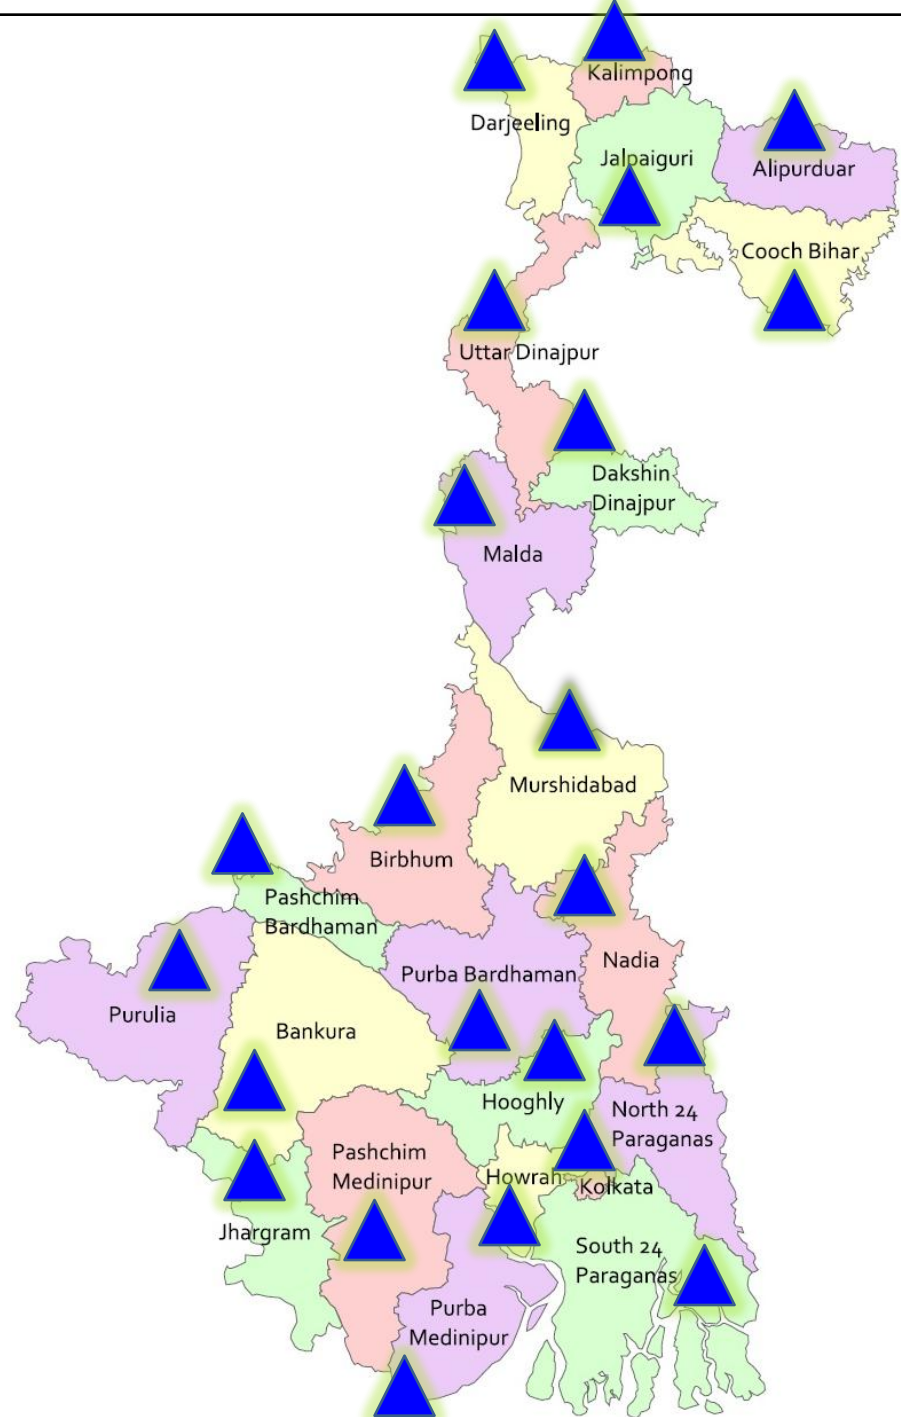 Kalimpong
Darjeeling
Jalpaiguri
Alipurduar
Cooch Bihar
Uttar Dinajpur
Dakshin
Dinajpur
Malda
Murshidabad
Birbhum
Pashchim
Bardhaman
Nadia
Purba Bardhaman
Purulia
Bankura
Hooghly
North 24
Paraganas
Pashchim
Medinipur
Howrah
Kolkata
Jhargram
South 24
Paraganas
Purba
Medinipur